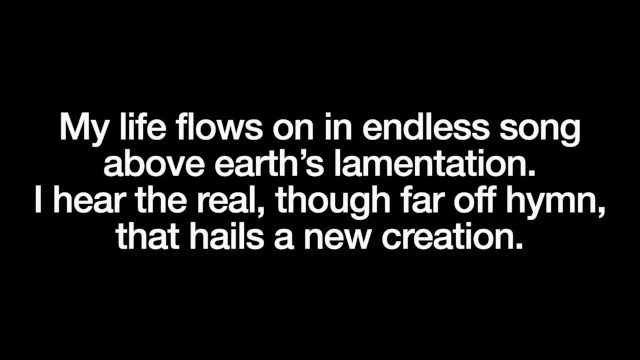 My life flows on in endless song
above earth’s lamentation.
I hear the real, though far off hymn,
that hails a new creation.